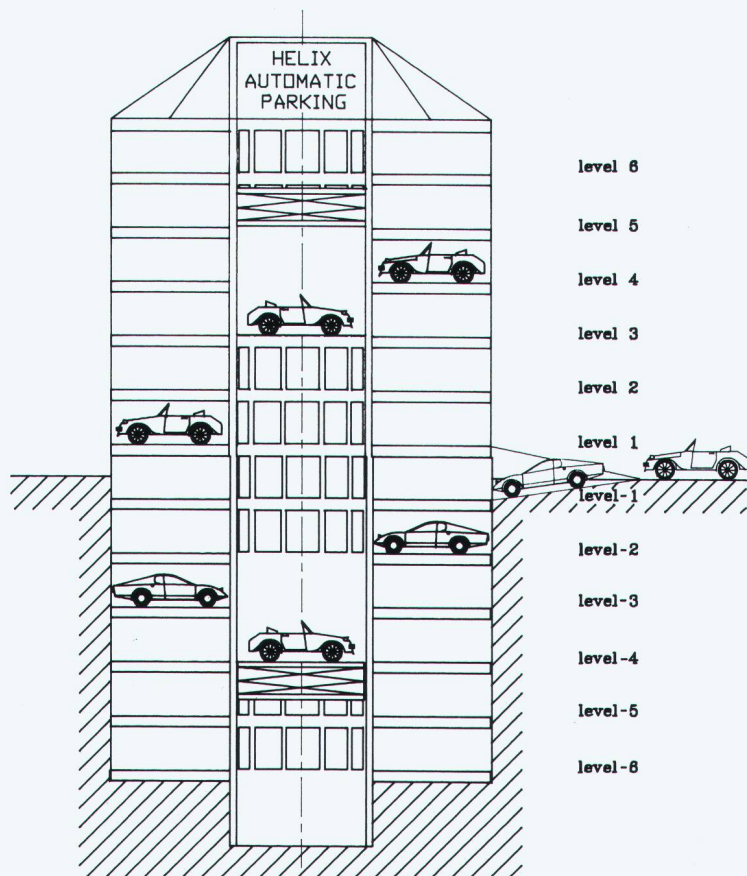 HELIX
AUTOMATIC
PARKING
level 6
level 5
level 4
level 3
level 2
level 1
level-1
level-2
level-3
level-4
level-5
level-6